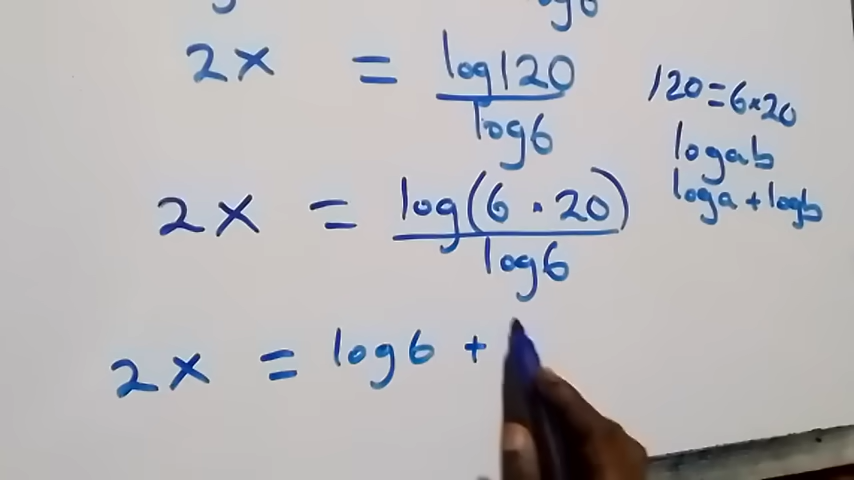 2x = log120
log6
120=6×20
logab
loga + logb
2x = log(6 · 20)
log6
2x = log6 +